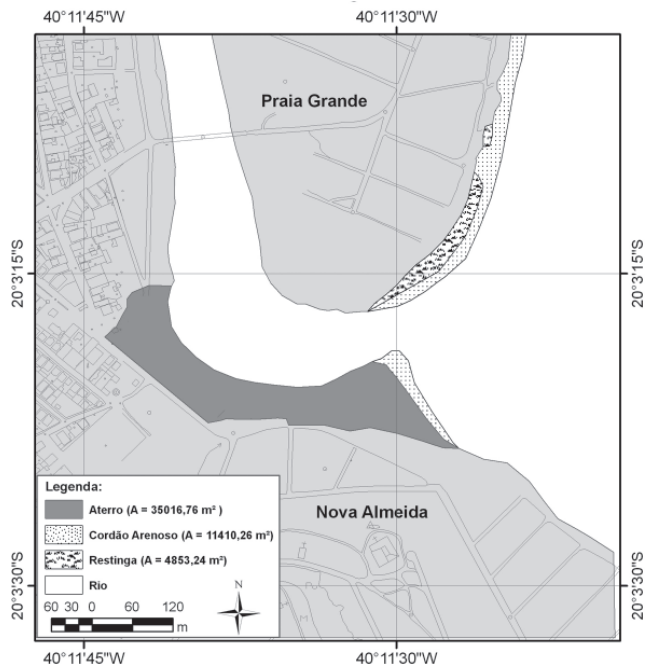 40°11'45"W
40°11'30"W
Praia Grande
20°3'15"S
20°3'15"S
Nova Almeida
Legenda:
Aterro (A = 35016,76 m²)
Cordão Arenoso (A = 11410,26 m²)
Restinga (A = 4853,24 m²)
Rio
60 30 0 60 120
m
N
20°3'30"S
20°3'30"S
40°11'45"W
40°11'30"W